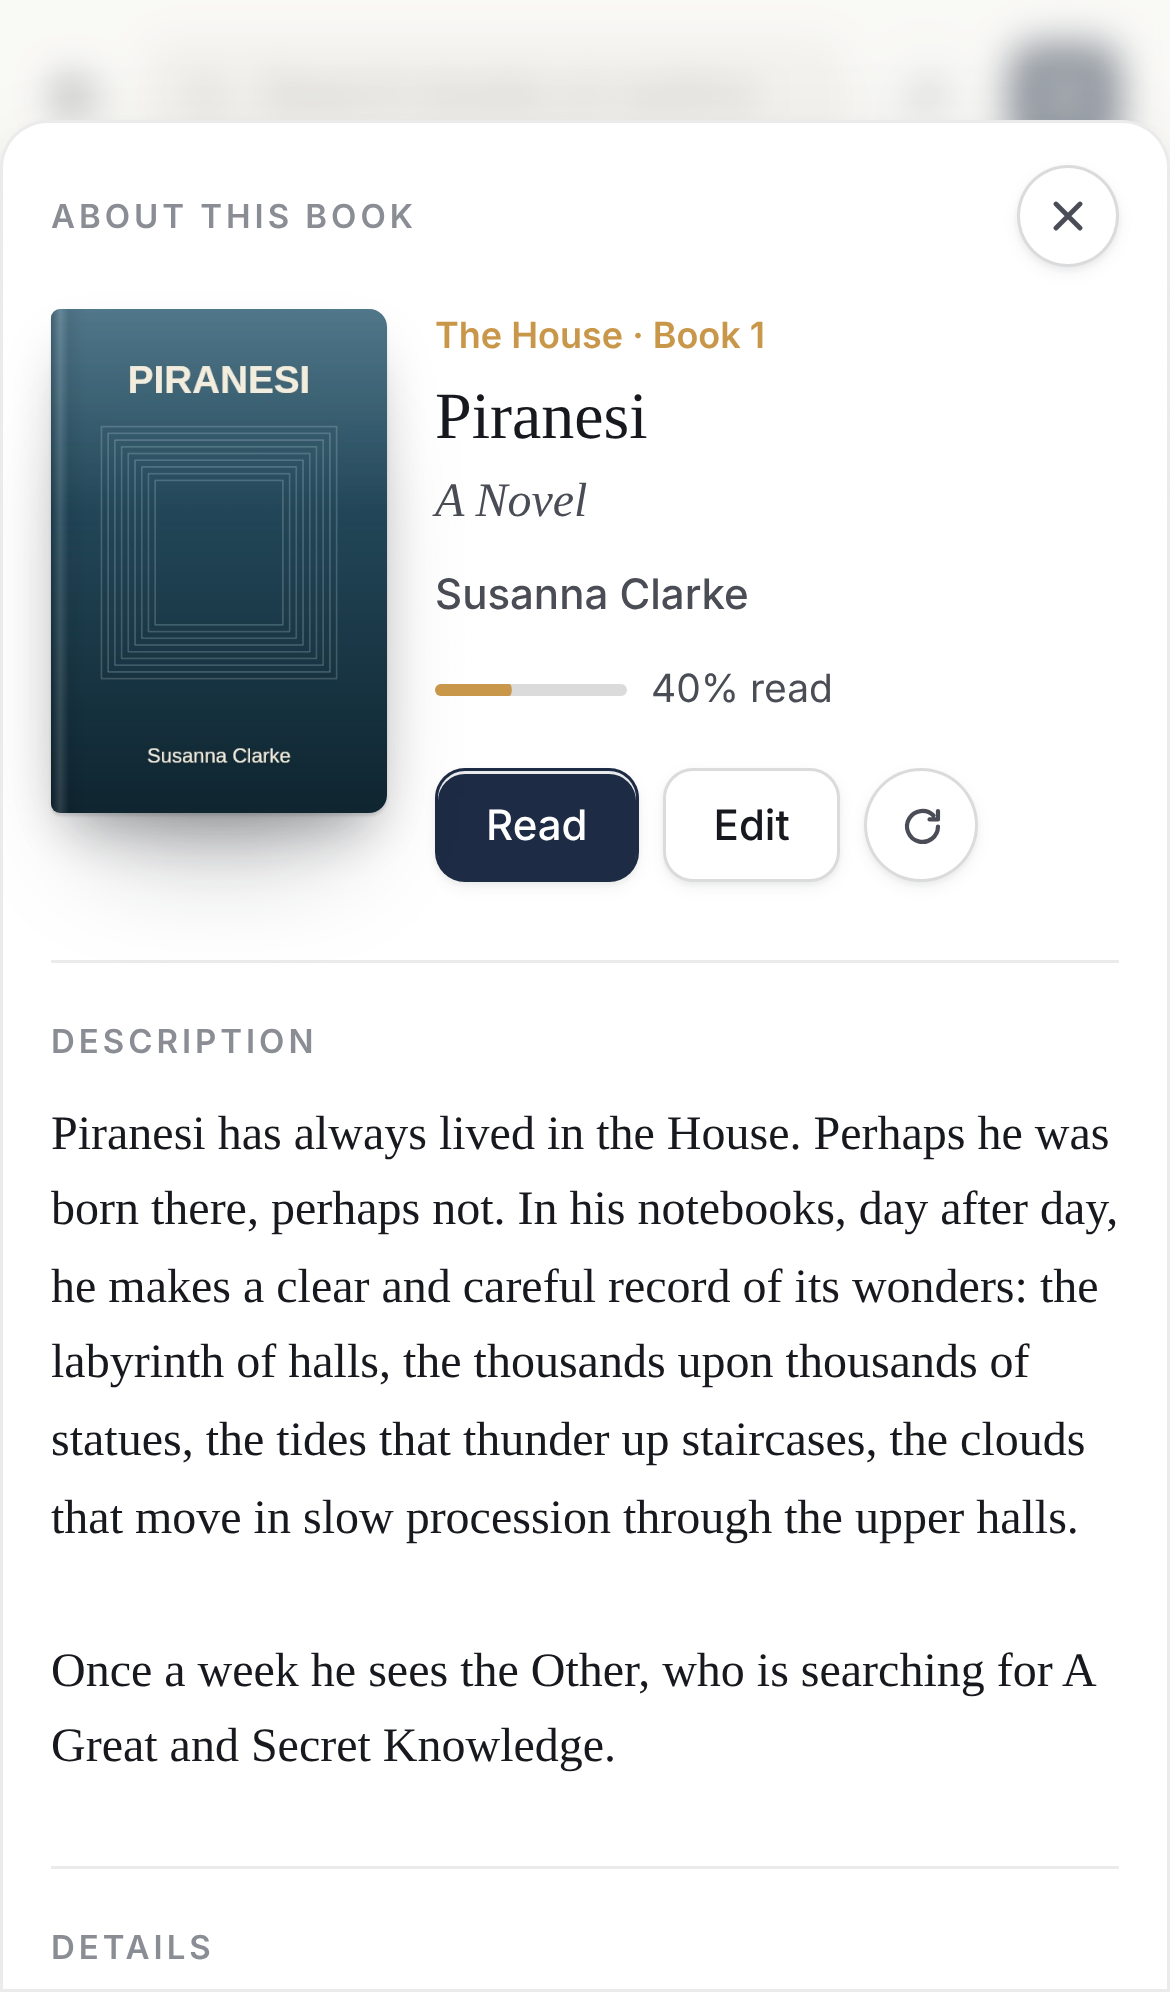 ABOUT THIS BOOK
PIRANESI
Susanna Clarke
The House · Book 1
Piranesi
A Novel
Susanna Clarke
40% read
Read
Edit
DESCRIPTION
Piranesi has always lived in the House. Perhaps he was
born there, perhaps not. In his notebooks, day after day,
he makes a clear and careful record of its wonders: the
labyrinth of halls, the thousands upon thousands of
statues, the tides that thunder up staircases, the clouds
that move in slow procession through the upper halls.
Once a week he sees the Other, who is searching for A
Great and Secret Knowledge.
DETAILS